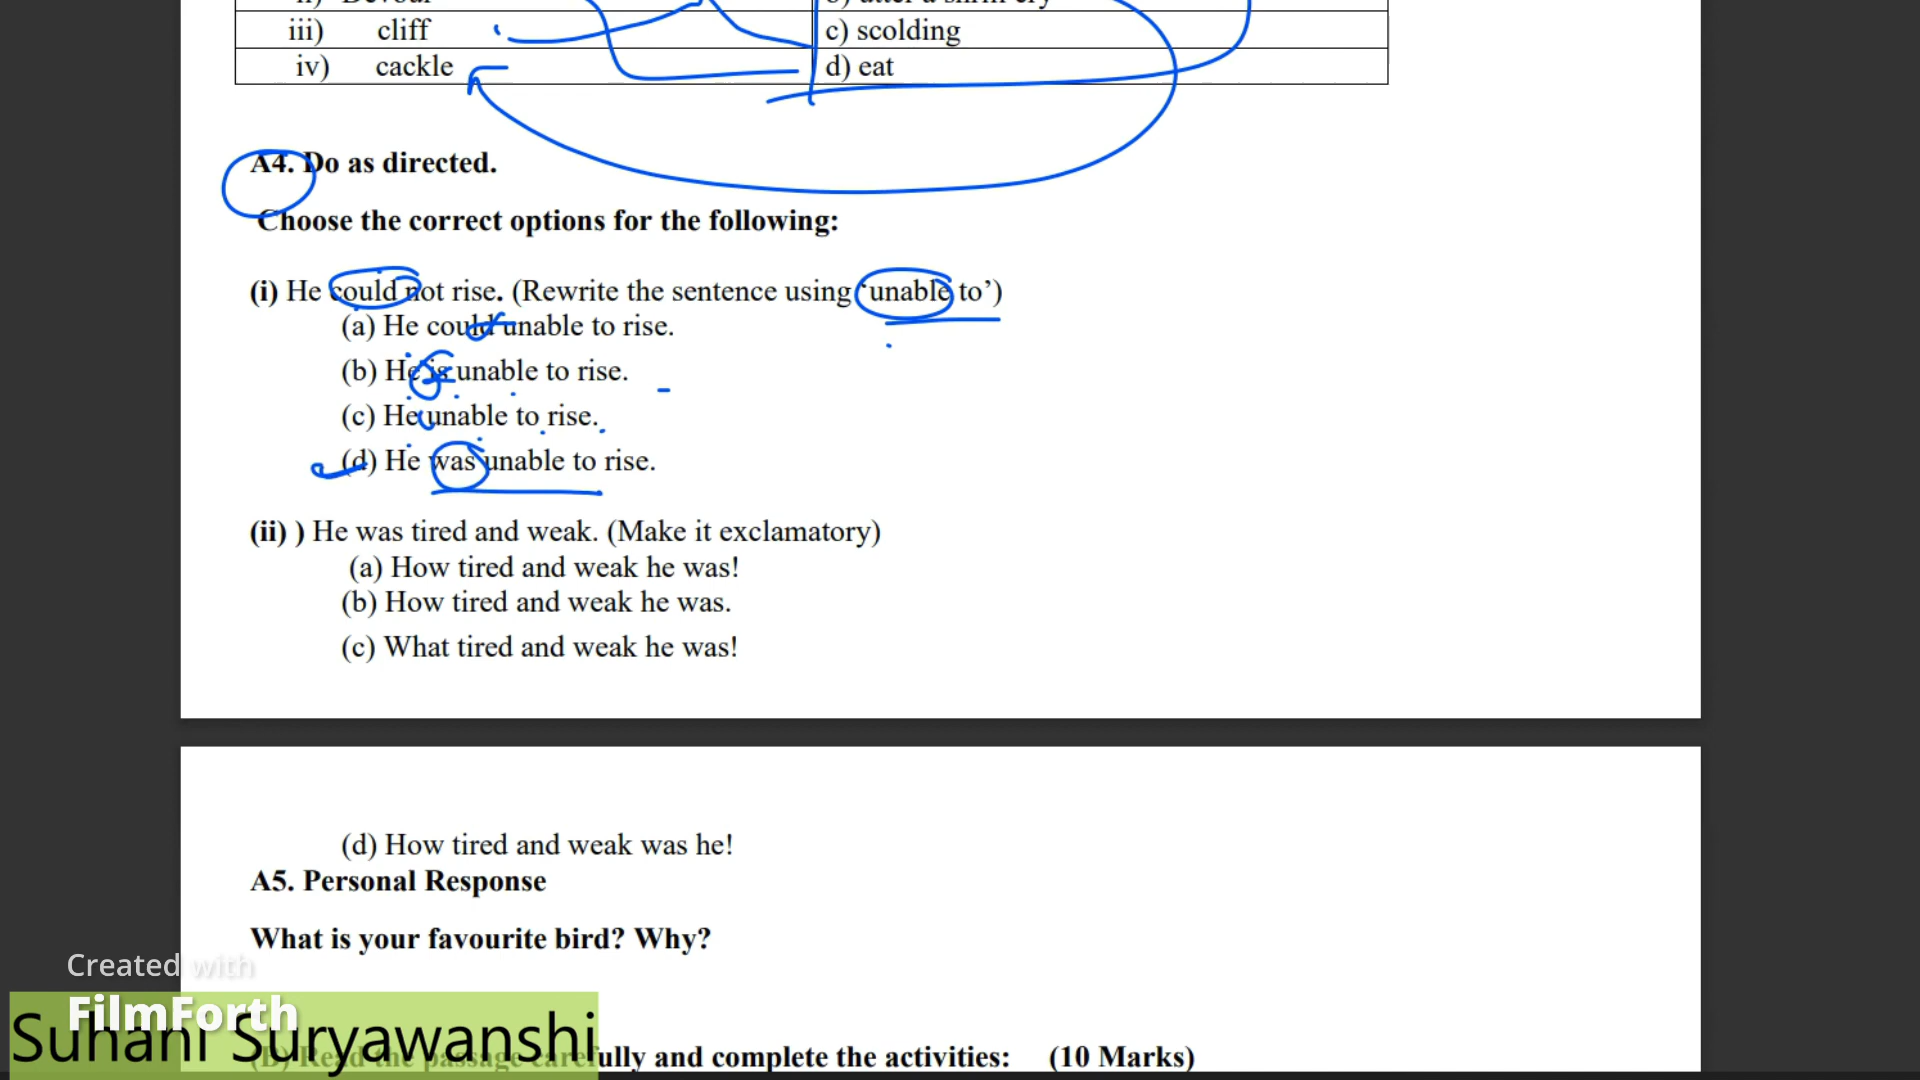 iii) cliff c) scolding
iv) cackle d) eat
A4. Do as directed.
Choose the correct options for the following:
(i) He could not rise. (Rewrite the sentence using ‘unable to’)
(a) He could unable to rise.
(b) He is unable to rise.
(c) He unable to rise.
(d) He was unable to rise.
(ii) ) He was tired and weak. (Make it exclamatory)
(a) How tired and weak he was!
(b) How tired and weak he was.
(c) What tired and weak he was!
(d) How tired and weak was he!
A5. Personal Response
What is your favourite bird? Why?
Created with
FilmForth
Suhani Suryawanshi
(B) Read the passage carefully and complete the activities: (10 Marks)